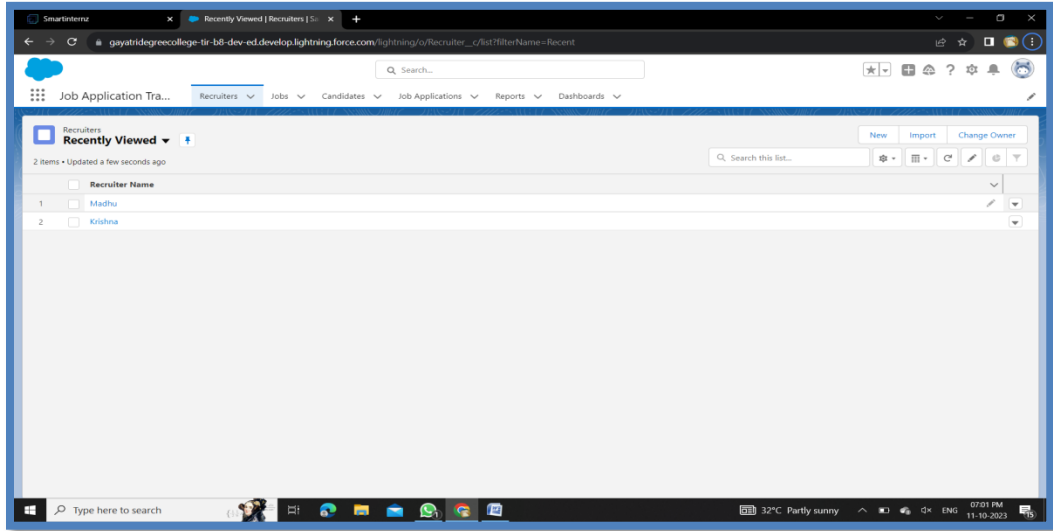 Smartinternz
Recently Viewed | Recruiters | Sa
gayatridegreecollege-tir-b8-dev-ed.develop.lightning.force.com/lightning/o/Recruiter__c/list?filterName=Recent
Search...
Job Application Tra... Recruiters Jobs Candidates Job Applications Reports Dashboards
Recruiters
Recently Viewed
New Import Change Owner
2 items • Updated a few seconds ago
Search this list...
Recruiter Name
1 Madhu
2 Krishna
Type here to search
32°C Partly sunny
ENG
07:01 PM
11-10-2023
15